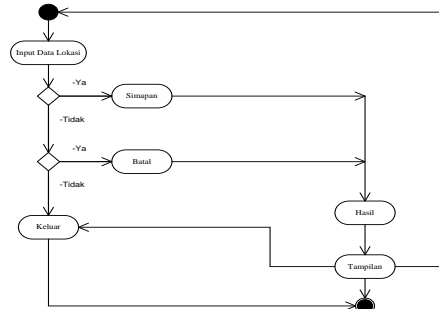 Input Data Lokasi
-Ya
Simapan
-Tidak
-Ya
Batal
-Tidak
Hasil
Keluar
Tampilan